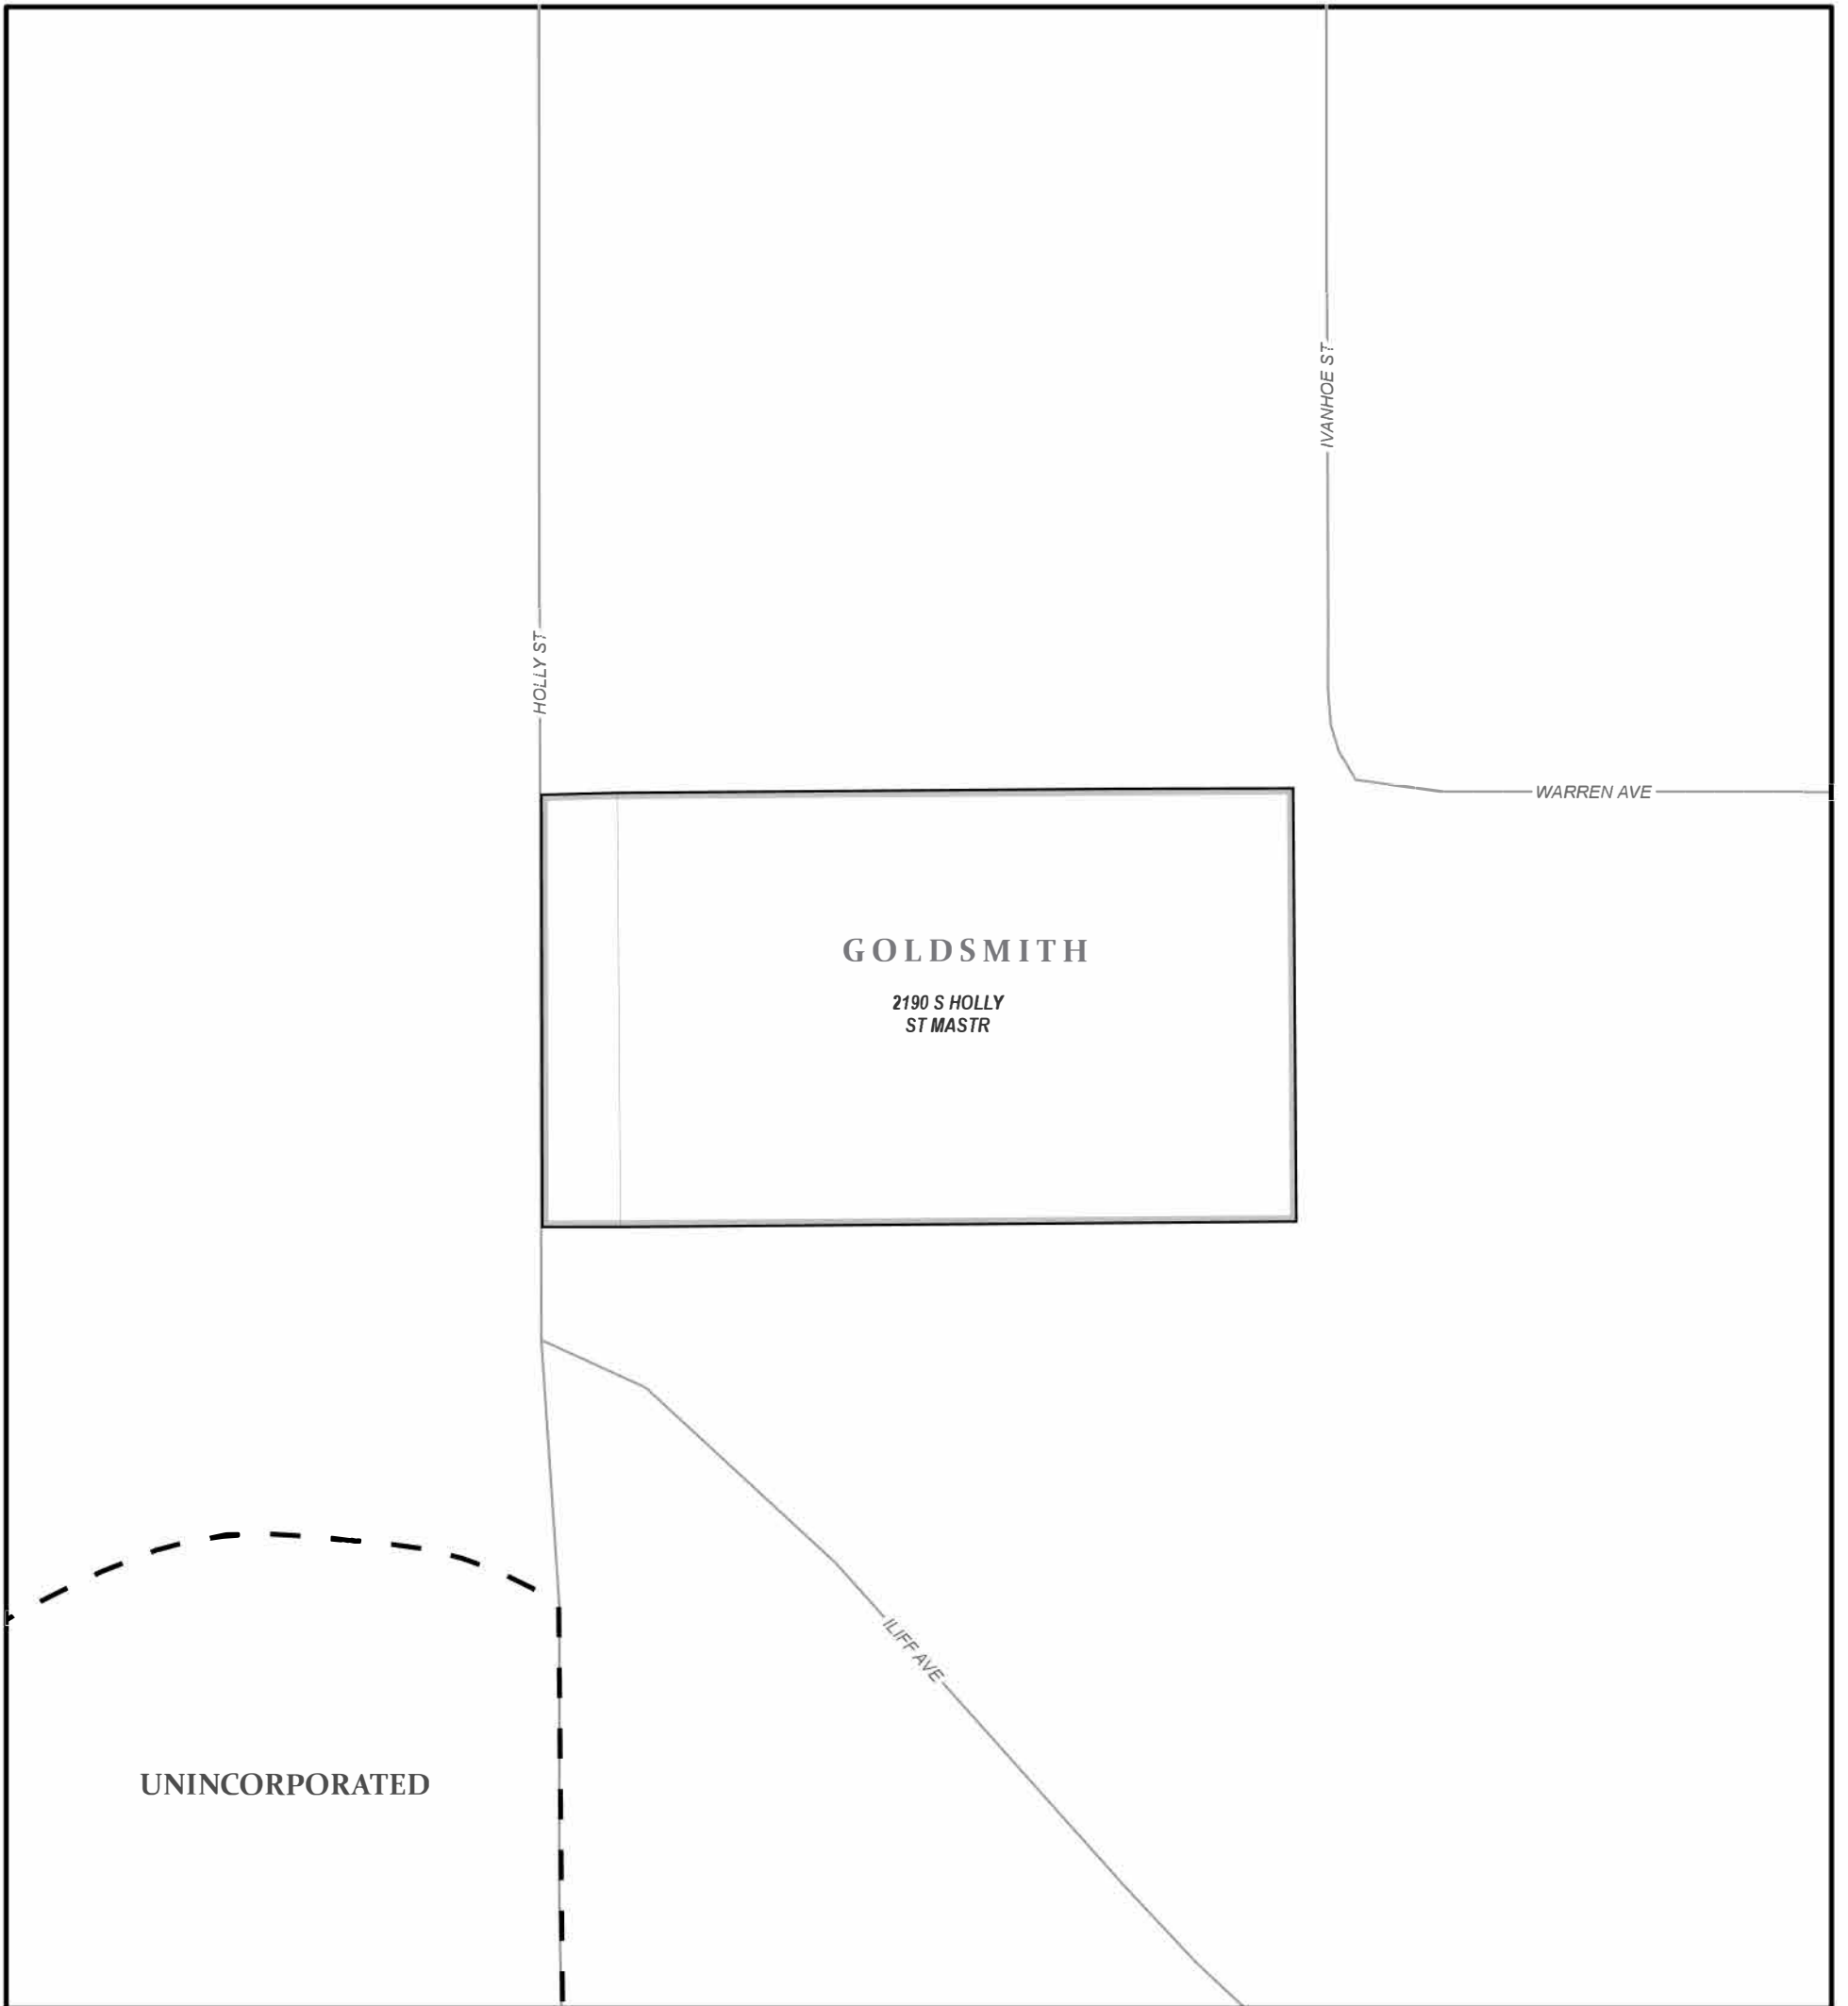 IVANHOE ST
HOLLY ST
WARREN AVE
GOLDSMITH
2190 S HOLLY
ST MASTR
ILIFF AVE
UNINCORPORATED